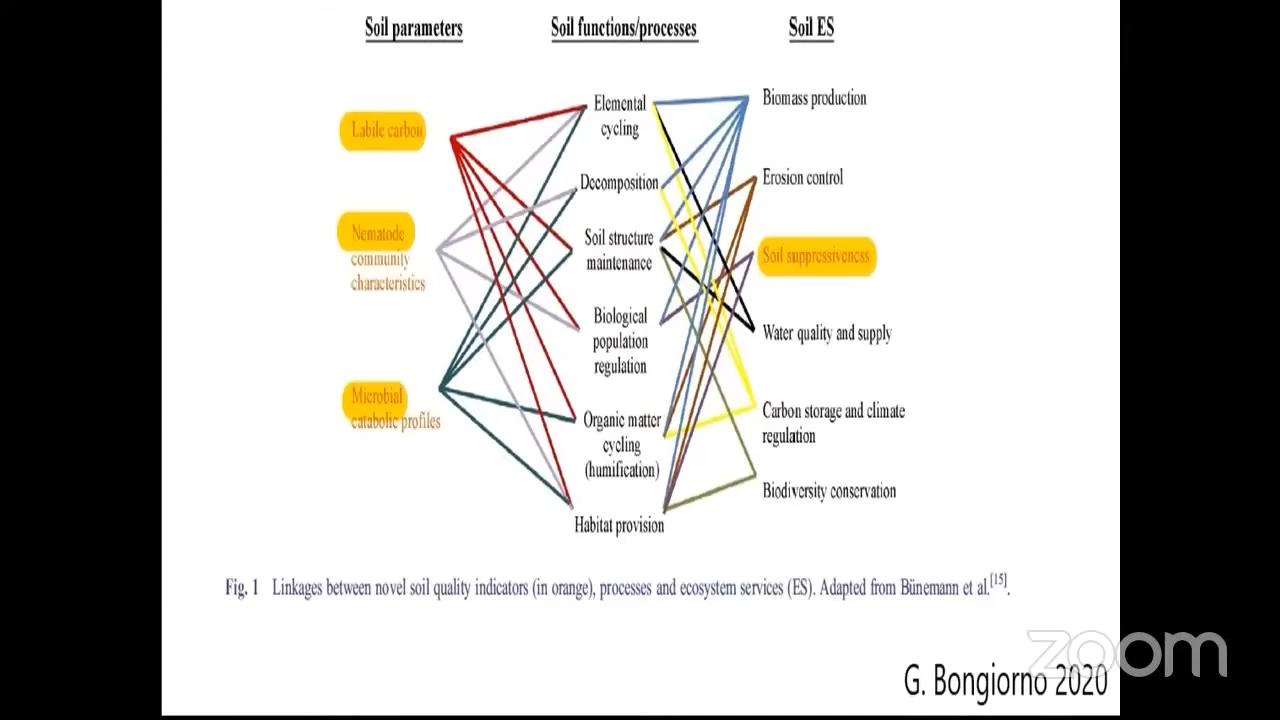 Soil parameters
Soil functions/processes
Soil ES
Labile carbon
Nematode
community
characteristics
Microbial
catabolic profiles
Elemental
cycling
Decomposition
Soil structure
maintenance
Biological
population
regulation
Organic matter
cycling
(humification)
Habitat provision
Biomass production
Erosion control
Soil suppressiveness
Water quality and supply
Carbon storage and climate
regulation
Biodiversity conservation
Fig. 1 Linkages between novel soil quality indicators (in orange), processes and ecosystem services (ES). Adapted from Bünemann et al.[15].
zoom
G. Bongiorno 2020